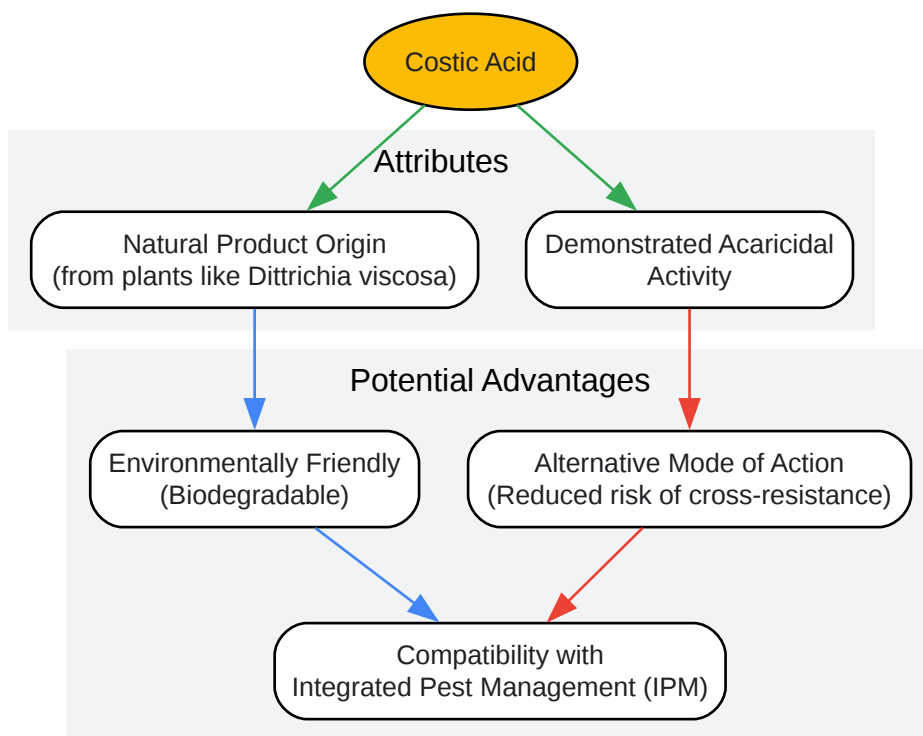 Costic Acid
Attributes
Natural Product Origin
(from plants like Dittrichia viscosa)
Demonstrated Acaricidal
Activity
Potential Advantages
Environmentally Friendly
(Biodegradable)
Alternative Mode of Action
(Reduced risk of cross-resistance)
Compatibility with
Integrated Pest Management (IPM)